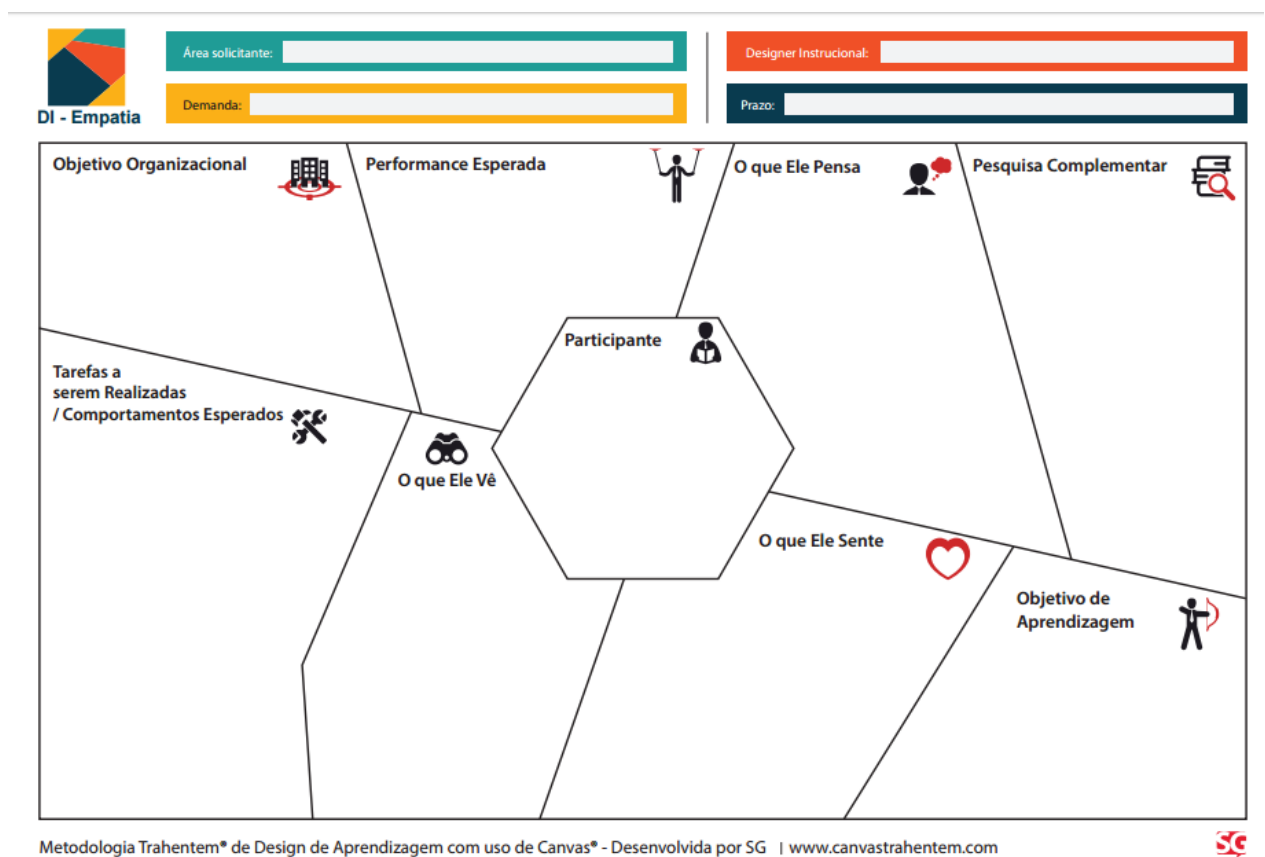 Área solicitante:
Designer Instrucional:
DI - Empatia
Demanda:
Prazo:
Objetivo Organizacional
Performance Esperada
O que Ele Pensa
Pesquisa Complementar
Participante
Tarefas a
serem Realizadas
/ Comportamentos Esperados
O que Ele Vê
O que Ele Sente
Objetivo de
Aprendizagem
Metodologia Trahentem® de Design de Aprendizagem com uso de Canvas® - Desenvolvida por SG | www.canvastrahentem.com
SG